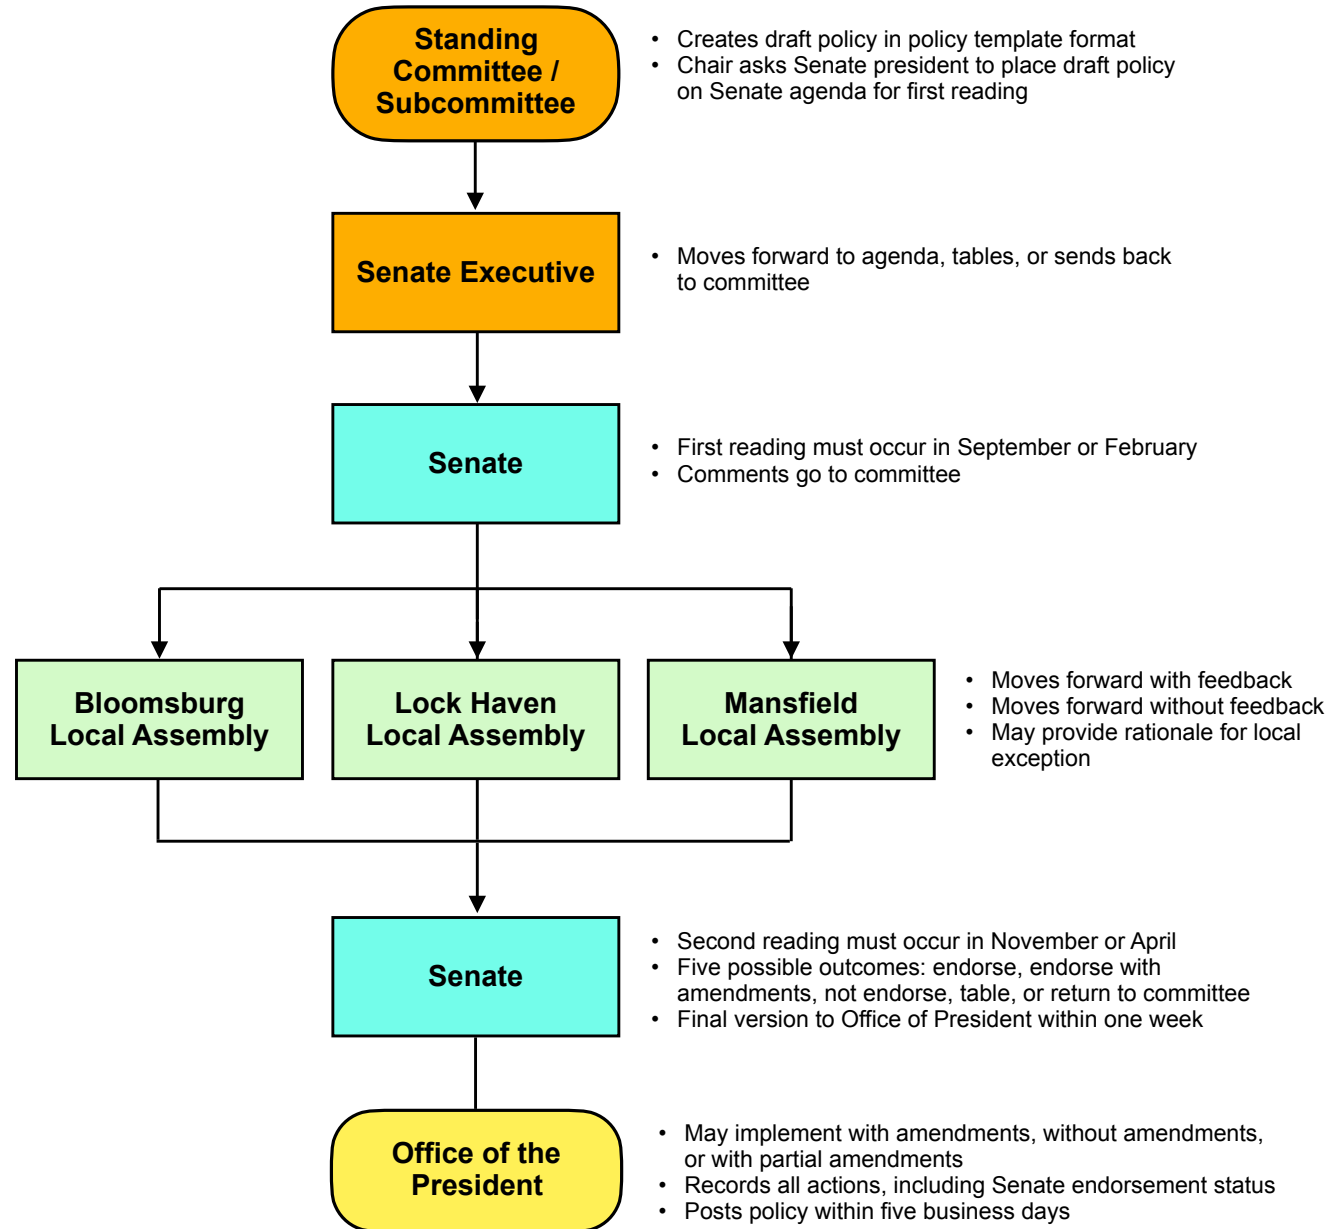 Standing
Committee /
Subcommittee
• Creates draft policy in policy template format
• Chair asks Senate president to place draft policy
on Senate agenda for first reading
Senate Executive
• Moves forward to agenda, tables, or sends back
to committee
Senate
• First reading must occur in September or February
• Comments go to committee
Bloomsburg
Local Assembly
Lock Haven
Local Assembly
Mansfield
Local Assembly
• Moves forward with feedback
• Moves forward without feedback
• May provide rationale for local
exception
Senate
• Second reading must occur in November or April
• Five possible outcomes: endorse, endorse with
amendments, not endorse, table, or return to committee
• Final version to Office of President within one week
Office of the
President
• May implement with amendments, without amendments,
or with partial amendments
• Records all actions, including Senate endorsement status
• Posts policy within five business days